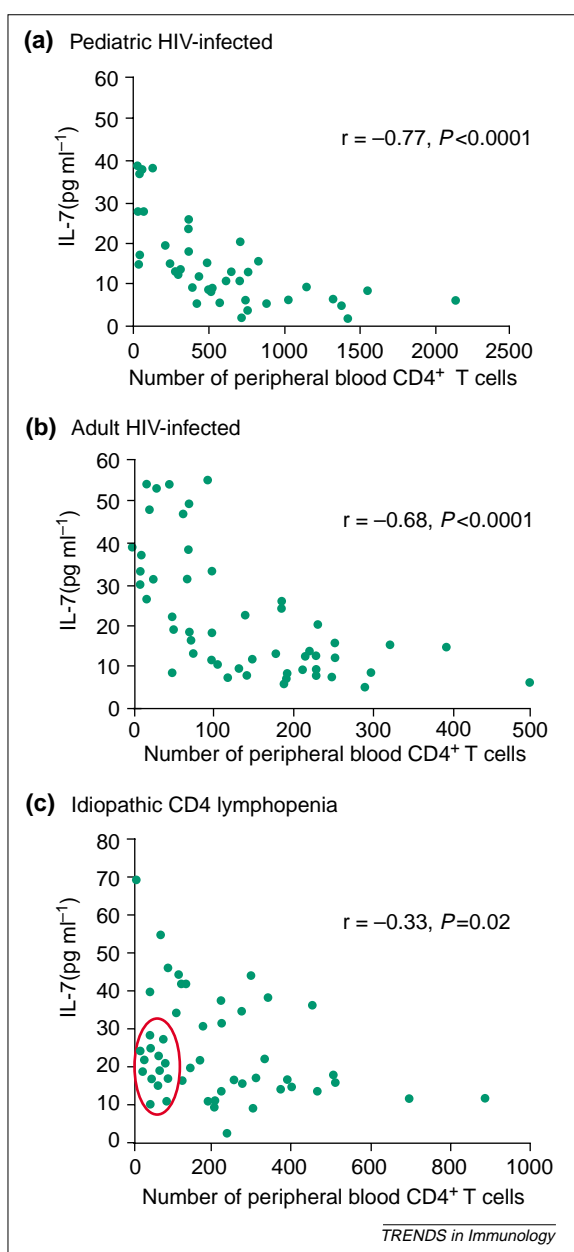 (a) Pediatric HIV-infected
60
50
40
30
20
10
0
IL-7(pg ml⁻¹)
r = −0.77, P<0.0001
0 500 1000 1500 2000 2500
Number of peripheral blood CD4⁺ T cells
(b) Adult HIV-infected
60
50
40
30
20
10
0
IL-7(pg ml⁻¹)
r = −0.68, P<0.0001
0 100 200 300 400 500
Number of peripheral blood CD4⁺ T cells
(c) Idiopathic CD4 lymphopenia
80
70
60
50
40
30
20
10
0
IL-7(pg ml⁻¹)
r = −0.33, P=0.02
0 200 400 600 800 1000
Number of peripheral blood CD4⁺ T cells
TRENDS in Immunology